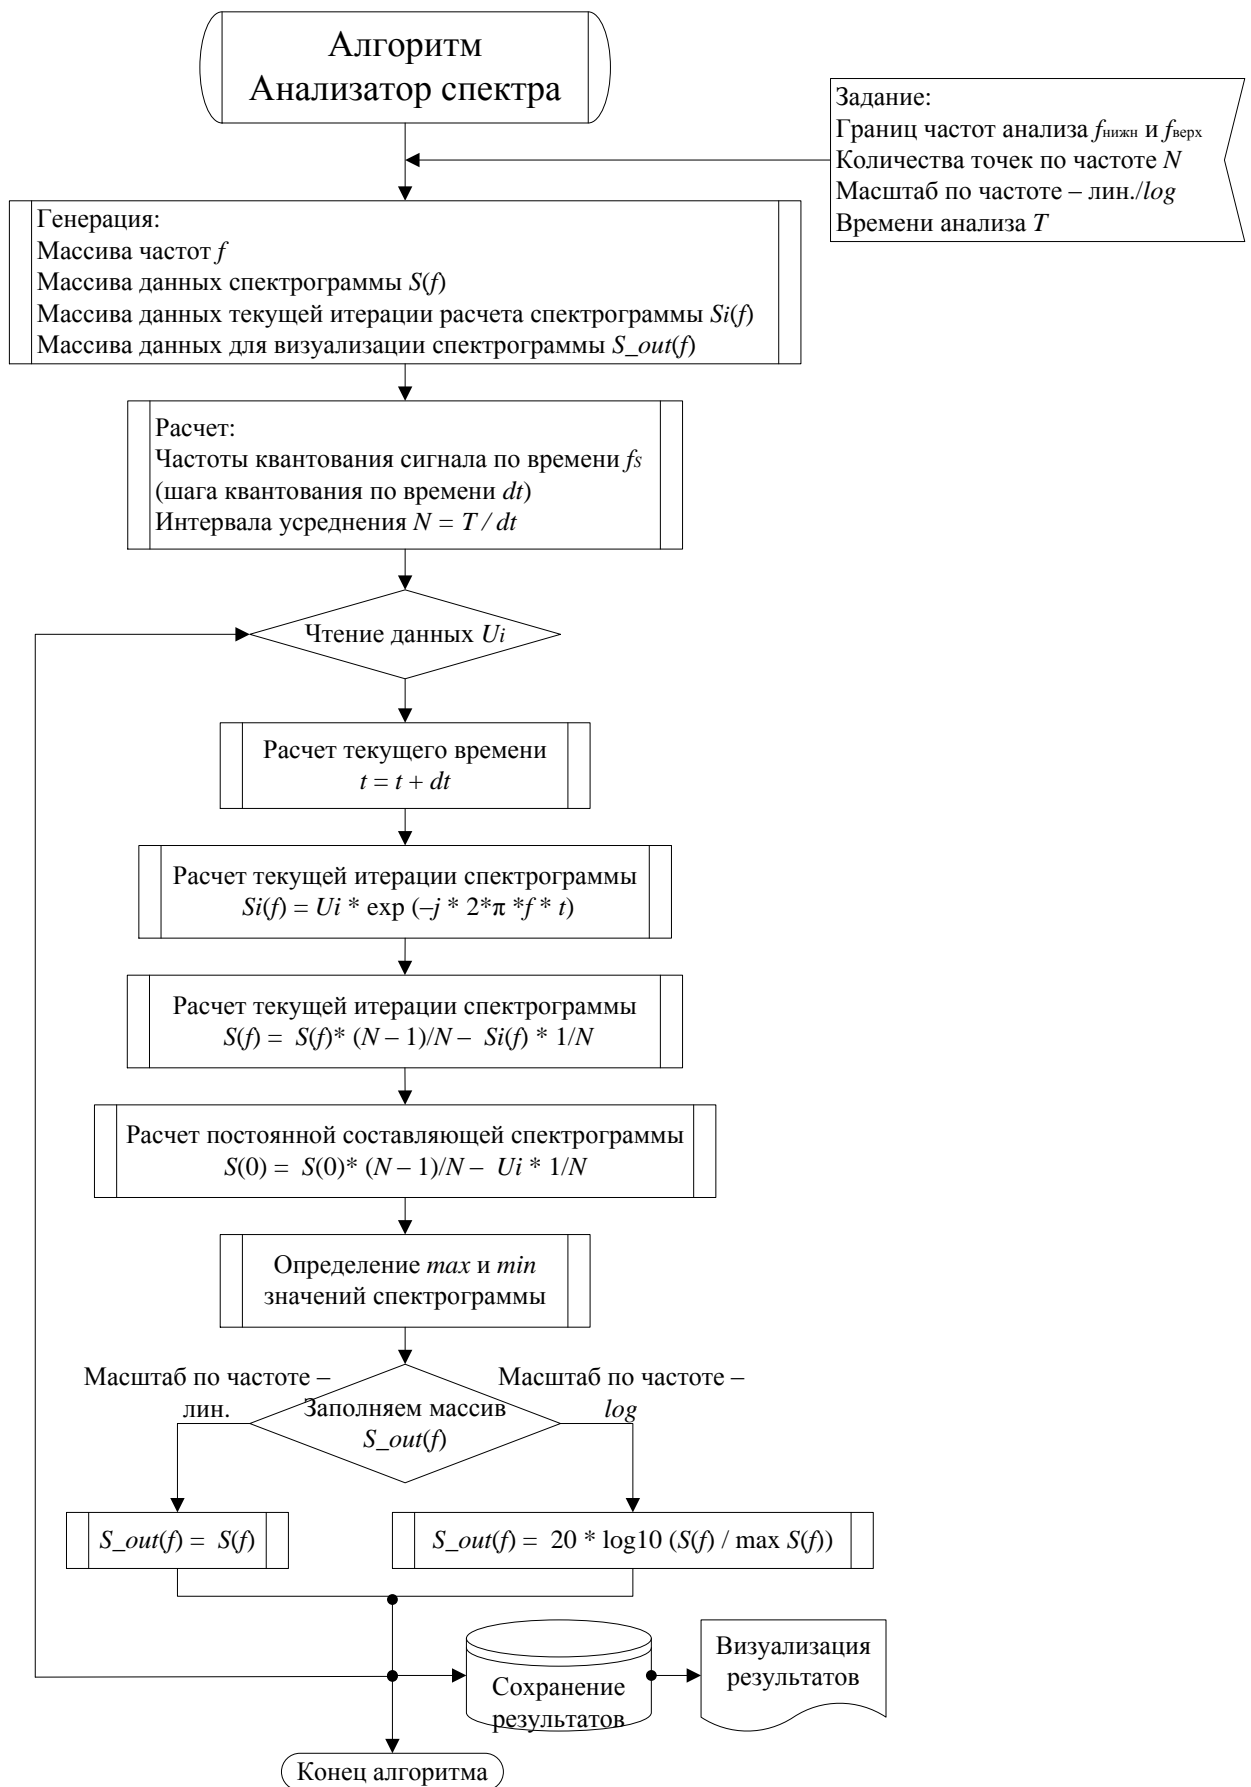 Алгоритм
Анализатор спектра
Задание:
Границ частот анализа fнижн и fверх
Количества точек по частоте N
Масштаб по частоте – лин./log
Времени анализа T
Генерация:
Массива частот f
Массива данных спектрограммы S(f)
Массива данных текущей итерации расчета спектрограммы Si(f)
Массива данных для визуализации спектрограммы S_out(f)
Расчет:
Частоты квантования сигнала по времени fs
(шага квантования по времени dt)
Интервала усреднения N = T / dt
Чтение данных Ui
Расчет текущего времени
t = t + dt
Расчет текущей итерации спектрограммы
Si(f) = Ui * exp (–j * 2*π *f * t)
Расчет текущей итерации спектрограммы
S(f) = S(f)* (N – 1)/N – Si(f) * 1/N
Расчет постоянной составляющей спектрограммы
S(0) = S(0)* (N – 1)/N – Ui * 1/N
Определение max и min
значений спектрограммы
Масштаб по частоте –
лин.
Заполняем массив
S_out(f)
Масштаб по частоте –
log
S_out(f) = S(f)
S_out(f) = 20 * log10 (S(f) / max S(f))
Сохранение
результатов
Визуализация
результатов
Конец алгоритма